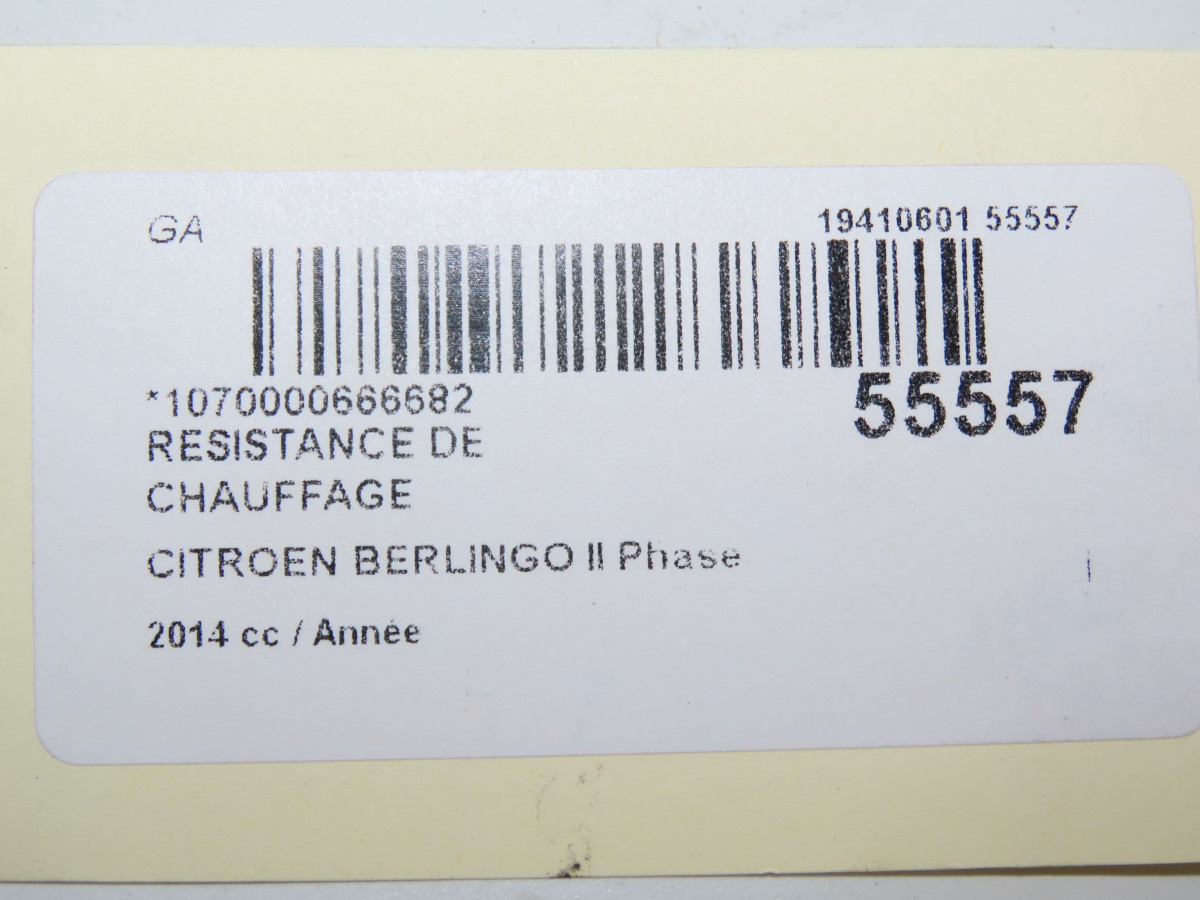 GA
19410601 55557
*1070000666682
55557
RESISTANCE DE
CHAUFFAGE
CITROEN BERLINGO II Phase
2014 cc / Année